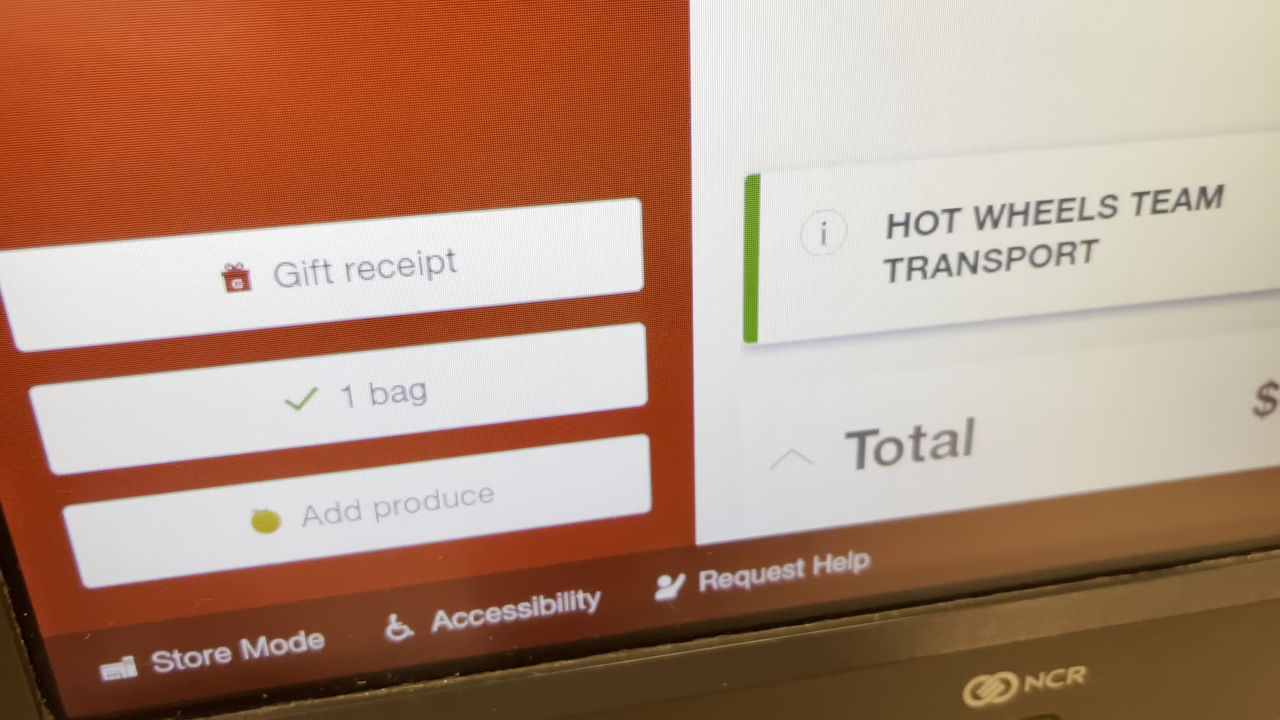 Gift receipt
1 bag
Add produce
HOT WHEELS TEAM
TRANSPORT
Total
$
Store Mode
Accessibility
Request Help
NCR